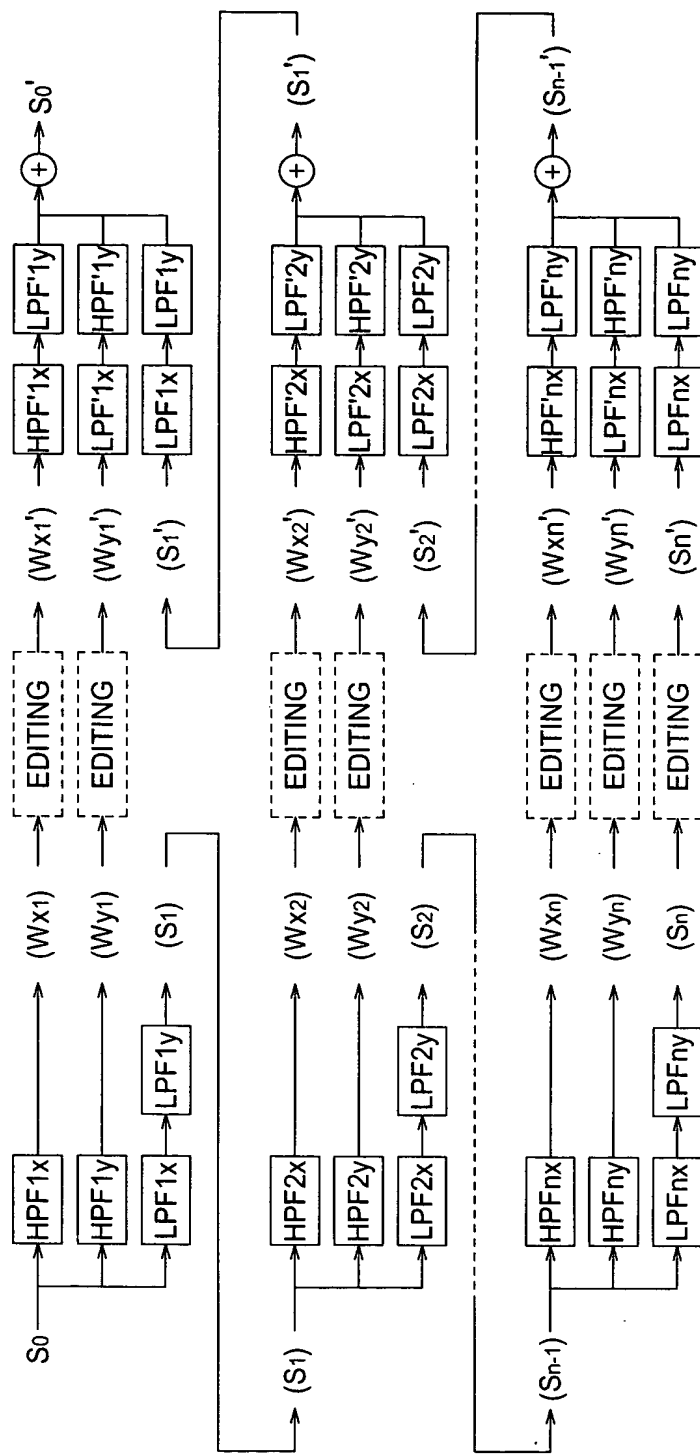 S0 HPF1x (Wx1) EDITING (Wx1') HPF'1x LPF'1y + S0'
HPF1y (Wy1) EDITING (Wy1') LPF'1x HPF'1y
LPF1x LPF1y (S1) (S1') LPF1x LPF1y
(S1) HPF2x (Wx2) EDITING (Wx2') HPF'2x LPF'2y + (S1')
HPF2y (Wy2) EDITING (Wy2') LPF'2x HPF'2y
LPF2x LPF2y (S2) (S2') LPF2x LPF2y
(Sn-1) HPFnx (Wxn) EDITING (Wxn') HPF'nx LPF'ny + (Sn-1')
HPFny (Wyn) EDITING (Wyn') LPF'nx HPF'ny
LPFnx LPFny (Sn) EDITING (Sn') LPFnx LPFny